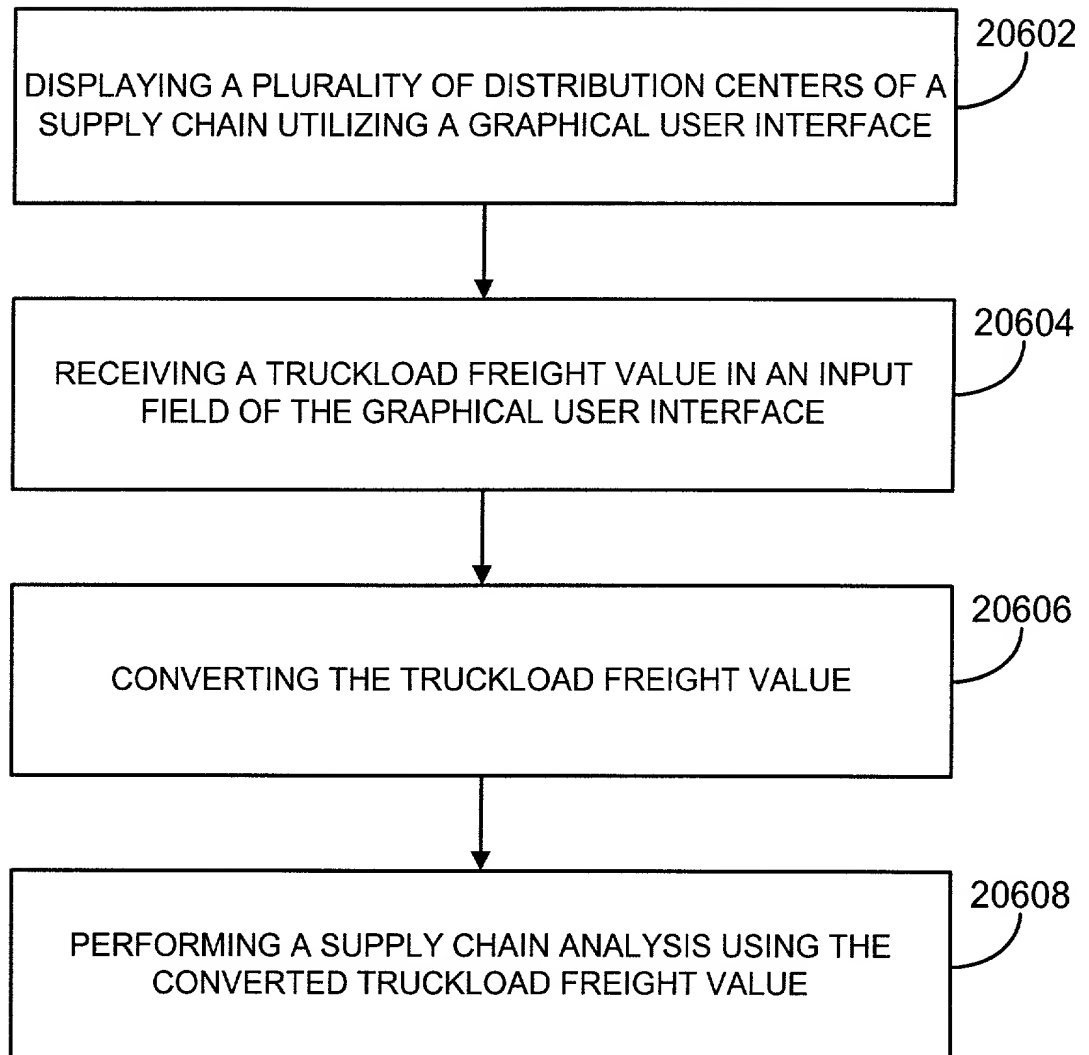 20602
DISPLAYING A PLURALITY OF DISTRIBUTION CENTERS OF A
SUPPLY CHAIN UTILIZING A GRAPHICAL USER INTERFACE
20604
RECEIVING A TRUCKLOAD FREIGHT VALUE IN AN INPUT
FIELD OF THE GRAPHICAL USER INTERFACE
20606
CONVERTING THE TRUCKLOAD FREIGHT VALUE
20608
PERFORMING A SUPPLY CHAIN ANALYSIS USING THE
CONVERTED TRUCKLOAD FREIGHT VALUE